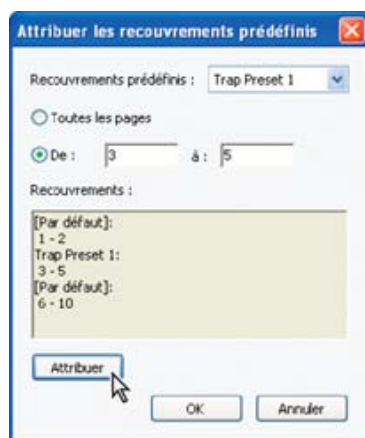 Attribuer les recouvrements prédéfinis
Recouvrements prédéfinis : Trap Preset 1
Toutes les pages
De : 3 à : 5
Recouvrements :
[Par défaut]:
1 - 2
Trap Preset 1:
3 - 5
[Par défaut]:
6 - 10
Attribuer
OK Annuler